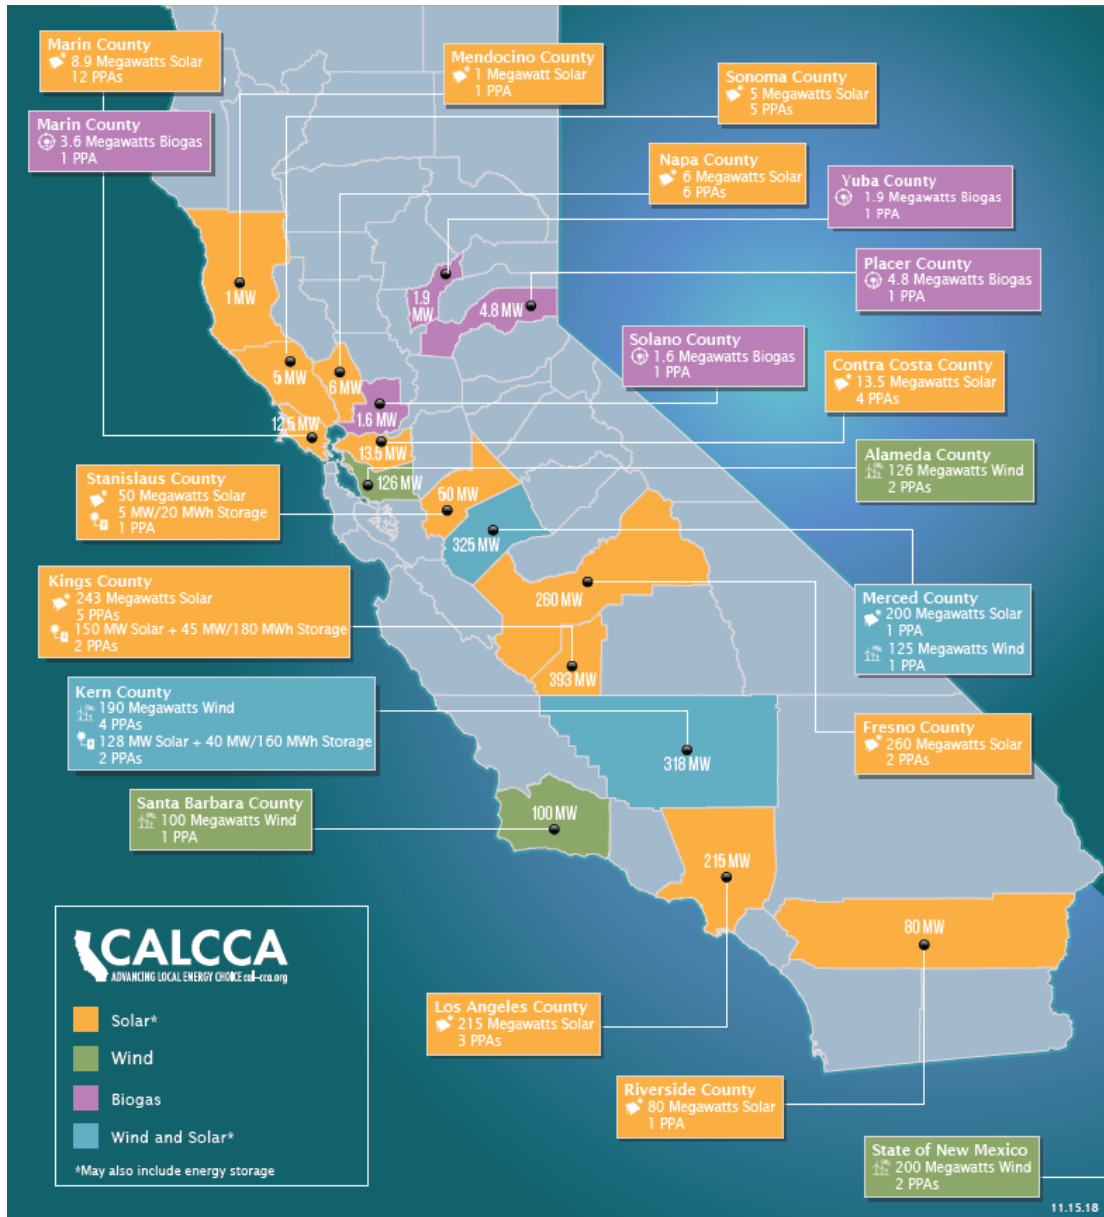 Marin County
8.9 Megawatts Solar
12 PPAs
Mendocino County
1 Megawatt Solar
1 PPA
Sonoma County
5 Megawatts Solar
5 PPAs
Marin County
3.6 Megawatts Biogas
1 PPA
Napa County
6 Megawatts Solar
6 PPAs
Yuba County
1.9 Megawatts Biogas
1 PPA
Placer County
4.8 Megawatts Biogas
1 PPA
1 MW
1.9
MW
4.8 MW
Solano County
1.6 Megawatts Biogas
1 PPA
Contra Costa County
13.5 Megawatts Solar
4 PPAs
5 MW
6 MW
1.6 MW
12.5 MW
13.5 MW
Alameda County
126 Megawatts Wind
2 PPAs
126 MW
Stanislaus County
50 Megawatts Solar
5 MW/20 MWh Storage
1 PPA
50 MW
325 MW
Kings County
243 Megawatts Solar
5 PPAs
150 MW Solar + 45 MW/180 MWh Storage
2 PPAs
260 MW
Merced County
200 Megawatts Solar
1 PPA
125 Megawatts Wind
1 PPA
393 MW
Kern County
190 Megawatts Wind
4 PPAs
128 MW Solar + 40 MW/160 MWh Storage
2 PPAs
Fresno County
260 Megawatts Solar
2 PPAs
318 MW
Santa Barbara County
100 Megawatts Wind
1 PPA
100 MW
215 MW
80 MW
CALCCA
ADVANCING LOCAL ENERGY CHOICE cal-cca.org
Solar*
Wind
Biogas
Wind and Solar*
*May also include energy storage
Los Angeles County
215 Megawatts Solar
3 PPAs
Riverside County
80 Megawatts Solar
1 PPA
State of New Mexico
200 Megawatts Wind
2 PPAs
11.15.18